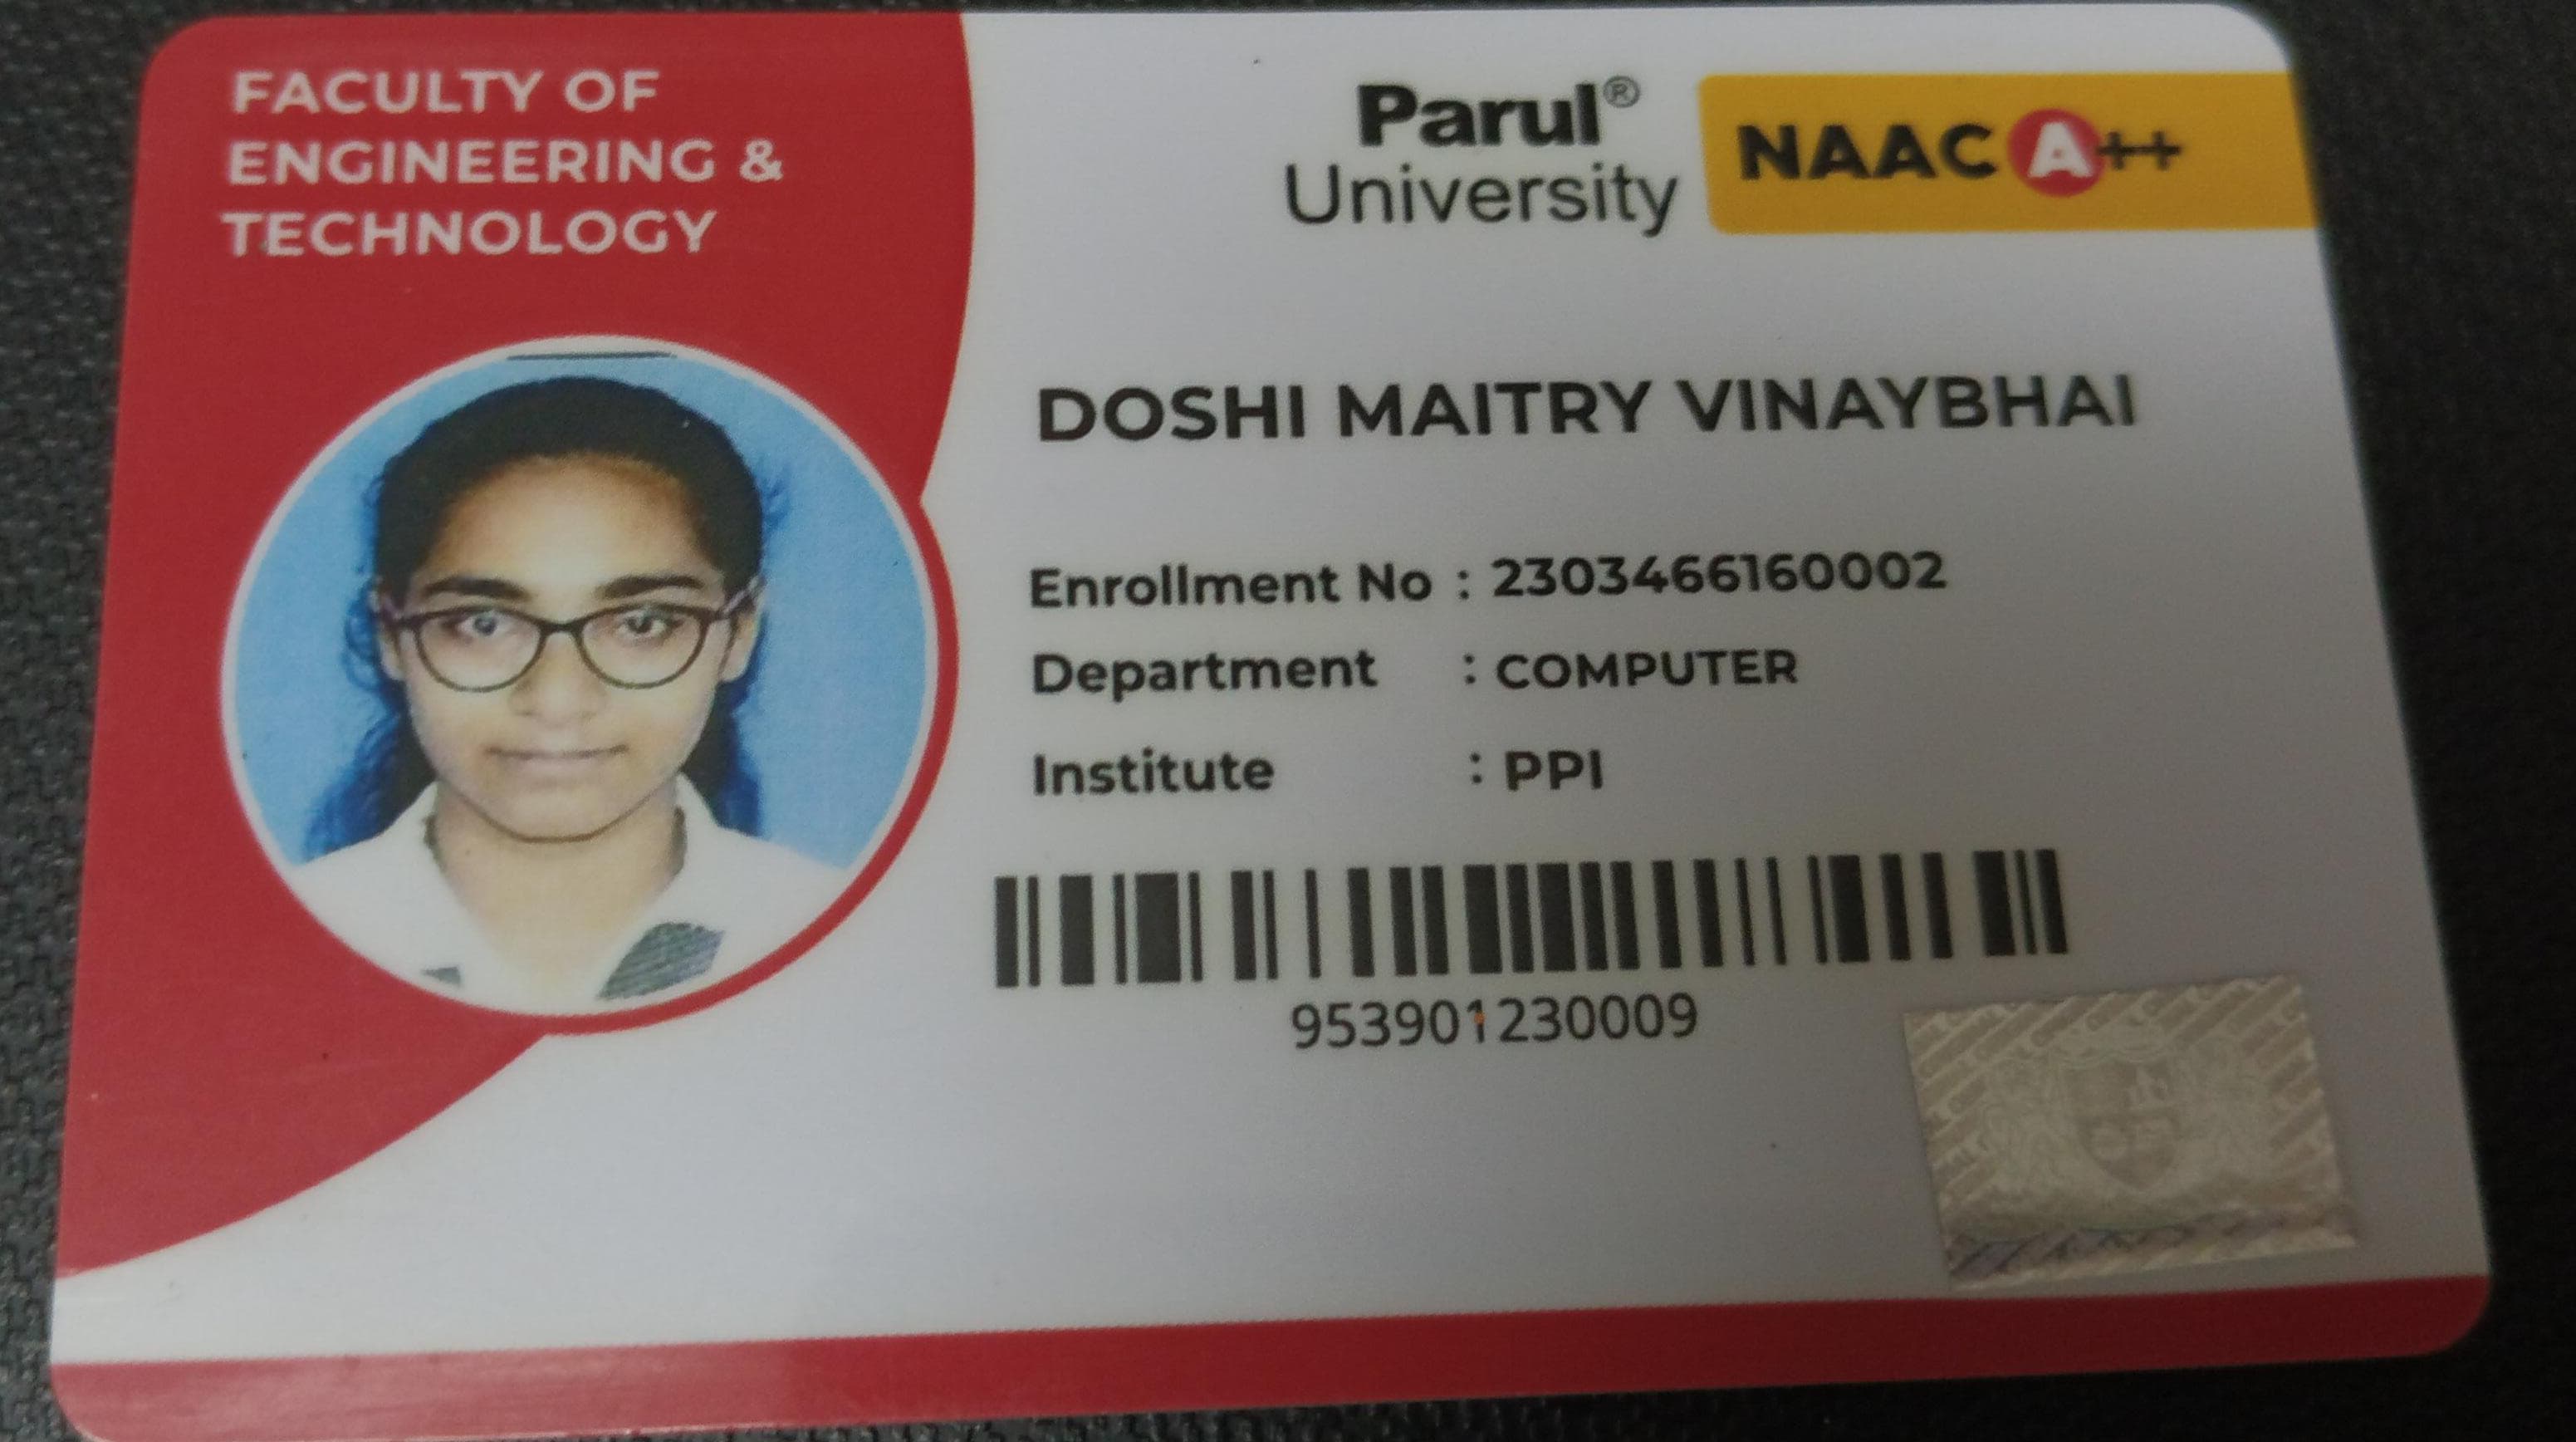 FACULTY OF
ENGINEERING &
TECHNOLOGY
Parul®
University
NAAC A++
DOSHI MAITRY VINAYBHAI
Enrollment No : 2303466160002
Department : COMPUTER
Institute : PPI
953901230009